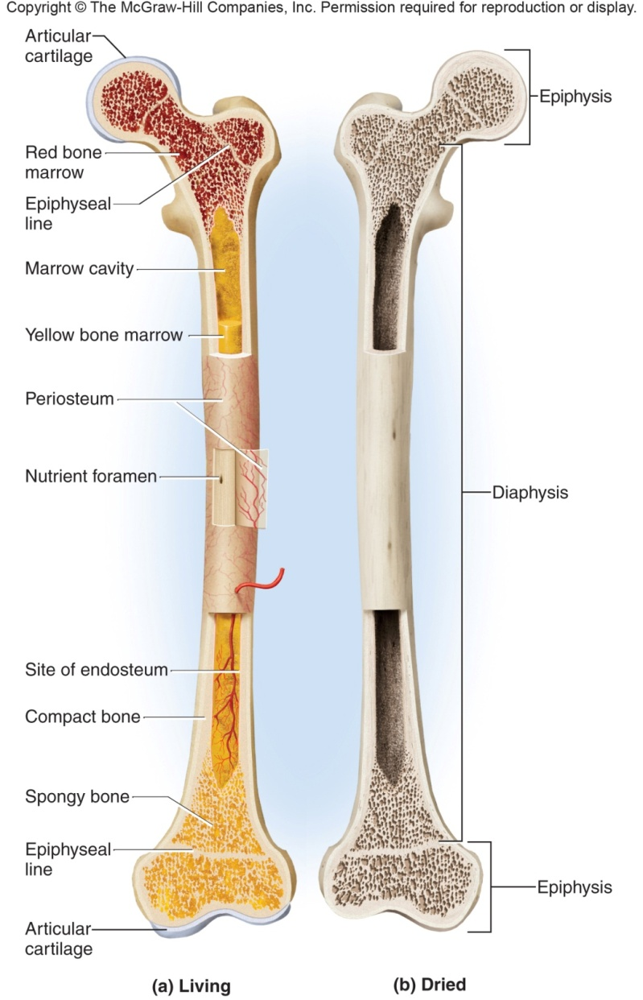 Copyright © The McGraw-Hill Companies, Inc. Permission required for reproduction or display.
Articular
cartilage
Epiphysis
Red bone
marrow
Epiphyseal
line
Marrow cavity
Yellow bone marrow
Periosteum
Nutrient foramen
Diaphysis
Site of endosteum
Compact bone
Spongy bone
Epiphyseal
line
Epiphysis
Articular
cartilage
(a) Living
(b) Dried